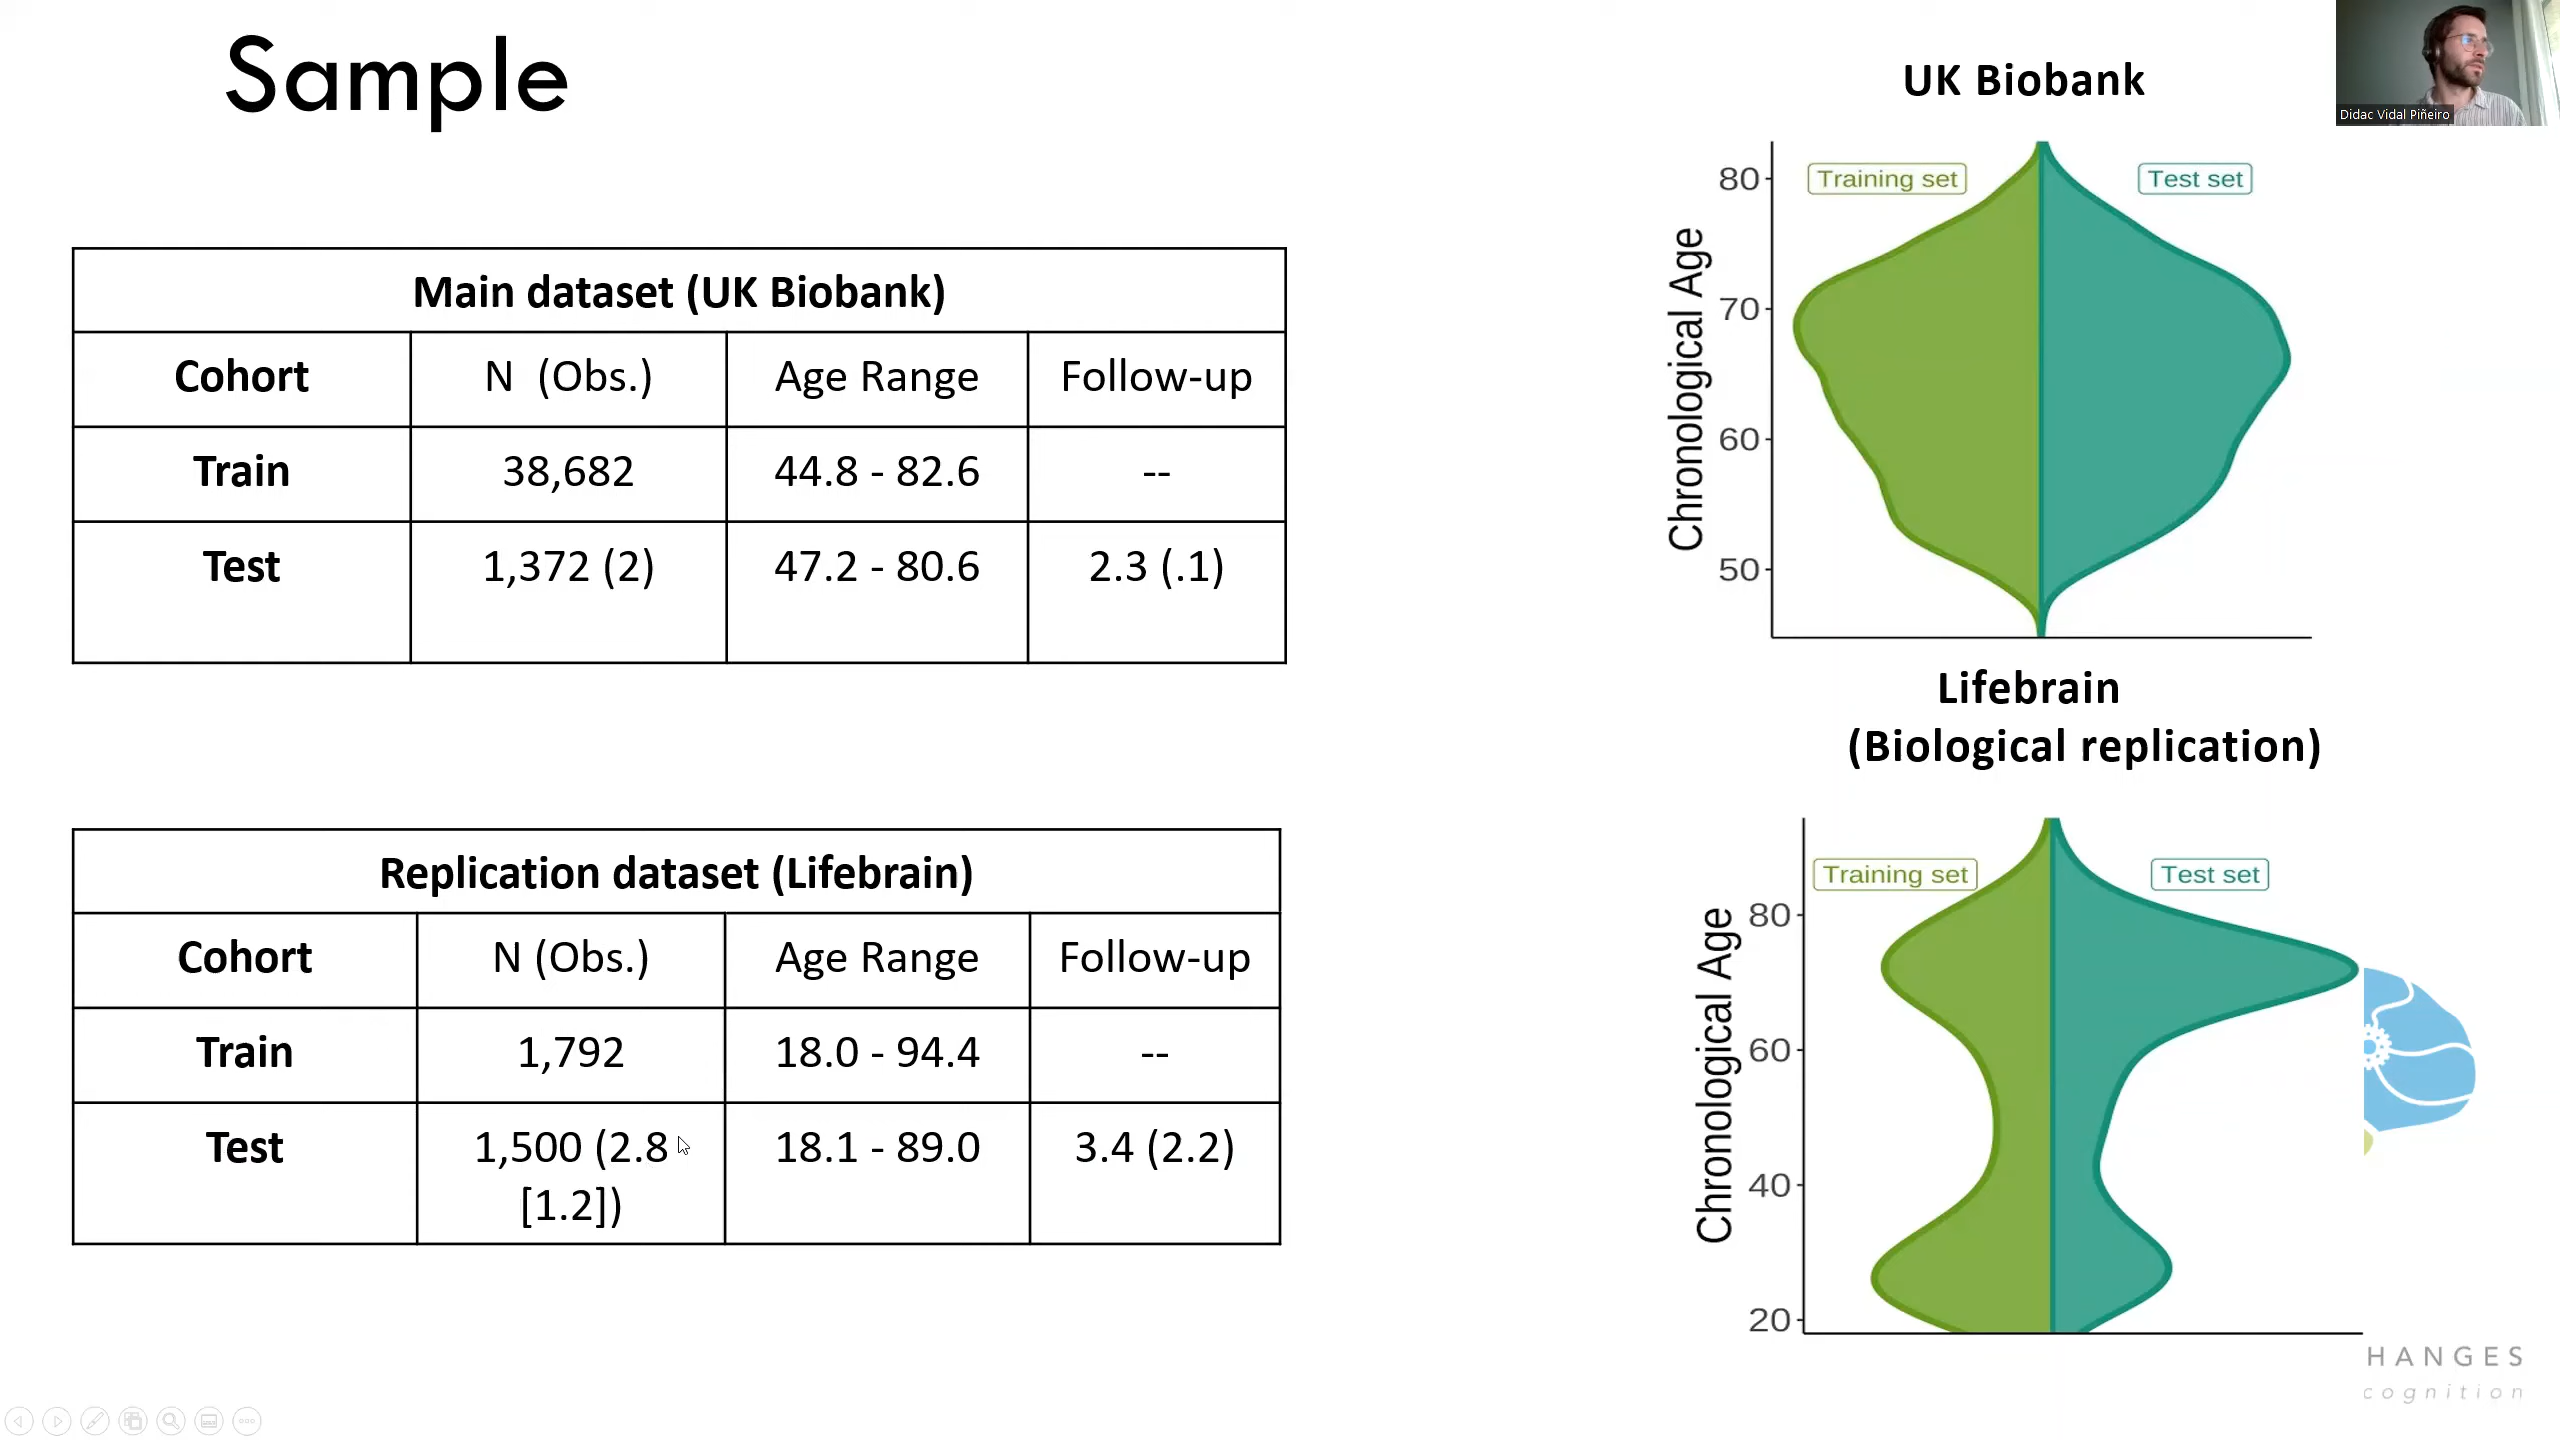 Sample
Main dataset (UK Biobank)
Cohort N (Obs.) Age Range Follow-up
Train 38,682 44.8 - 82.6 --
Test 1,372 (2) 47.2 - 80.6 2.3 (.1)
Replication dataset (Lifebrain)
Cohort N (Obs.) Age Range Follow-up
Train 1,792 18.0 - 94.4 --
Test 1,500 (2.8 18.1 - 89.0 3.4 (2.2)
[1.2])
UK Biobank
Didac Vidal Piñeiro
Training set Test set
Chronological Age
80
70
60
50
Lifebrain
(Biological replication)
Training set Test set
Chronological Age
80
60
40
20
HANGES
cognition